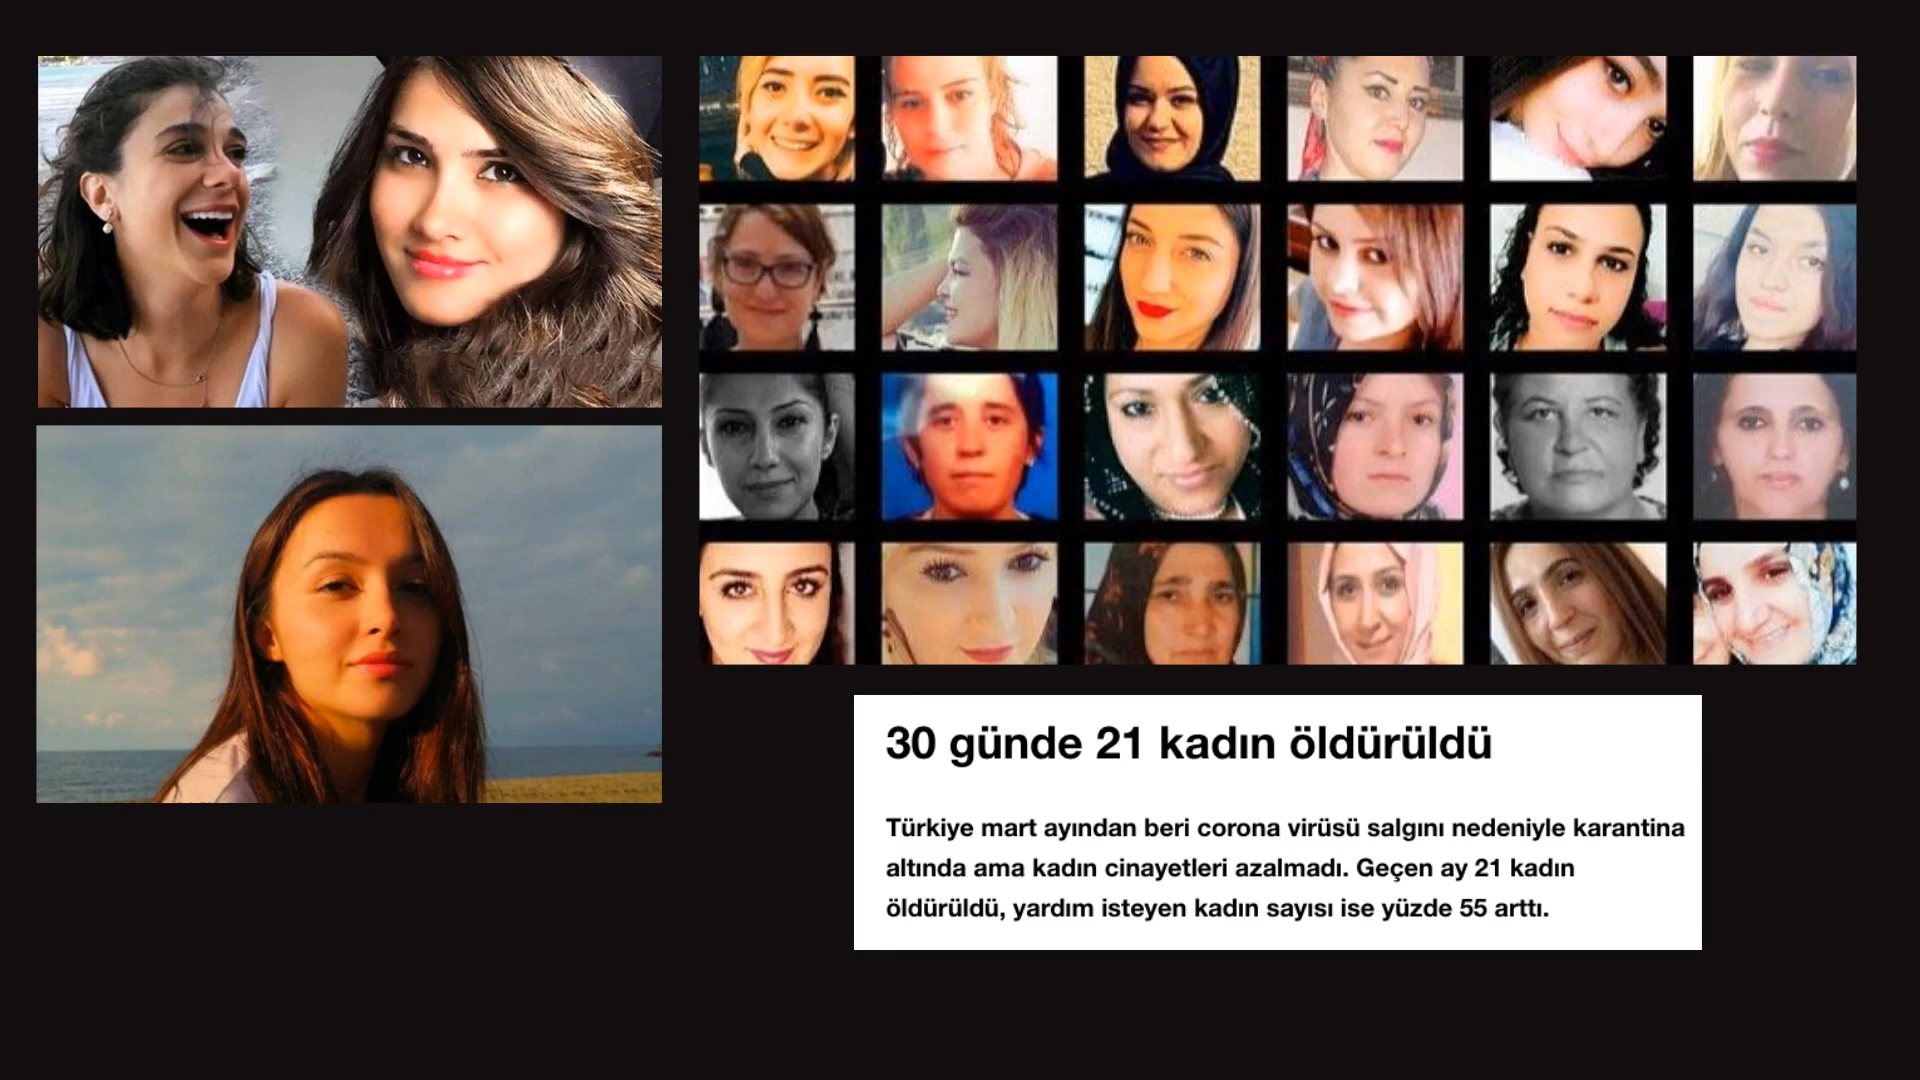 30 günde 21 kadın öldürüldü
Türkiye mart ayından beri corona virüsü salgını nedeniyle karantina
altında ama kadın cinayetleri azalmadı. Geçen ay 21 kadın
öldürüldü, yardım isteyen kadın sayısı ise yüzde 55 arttı.